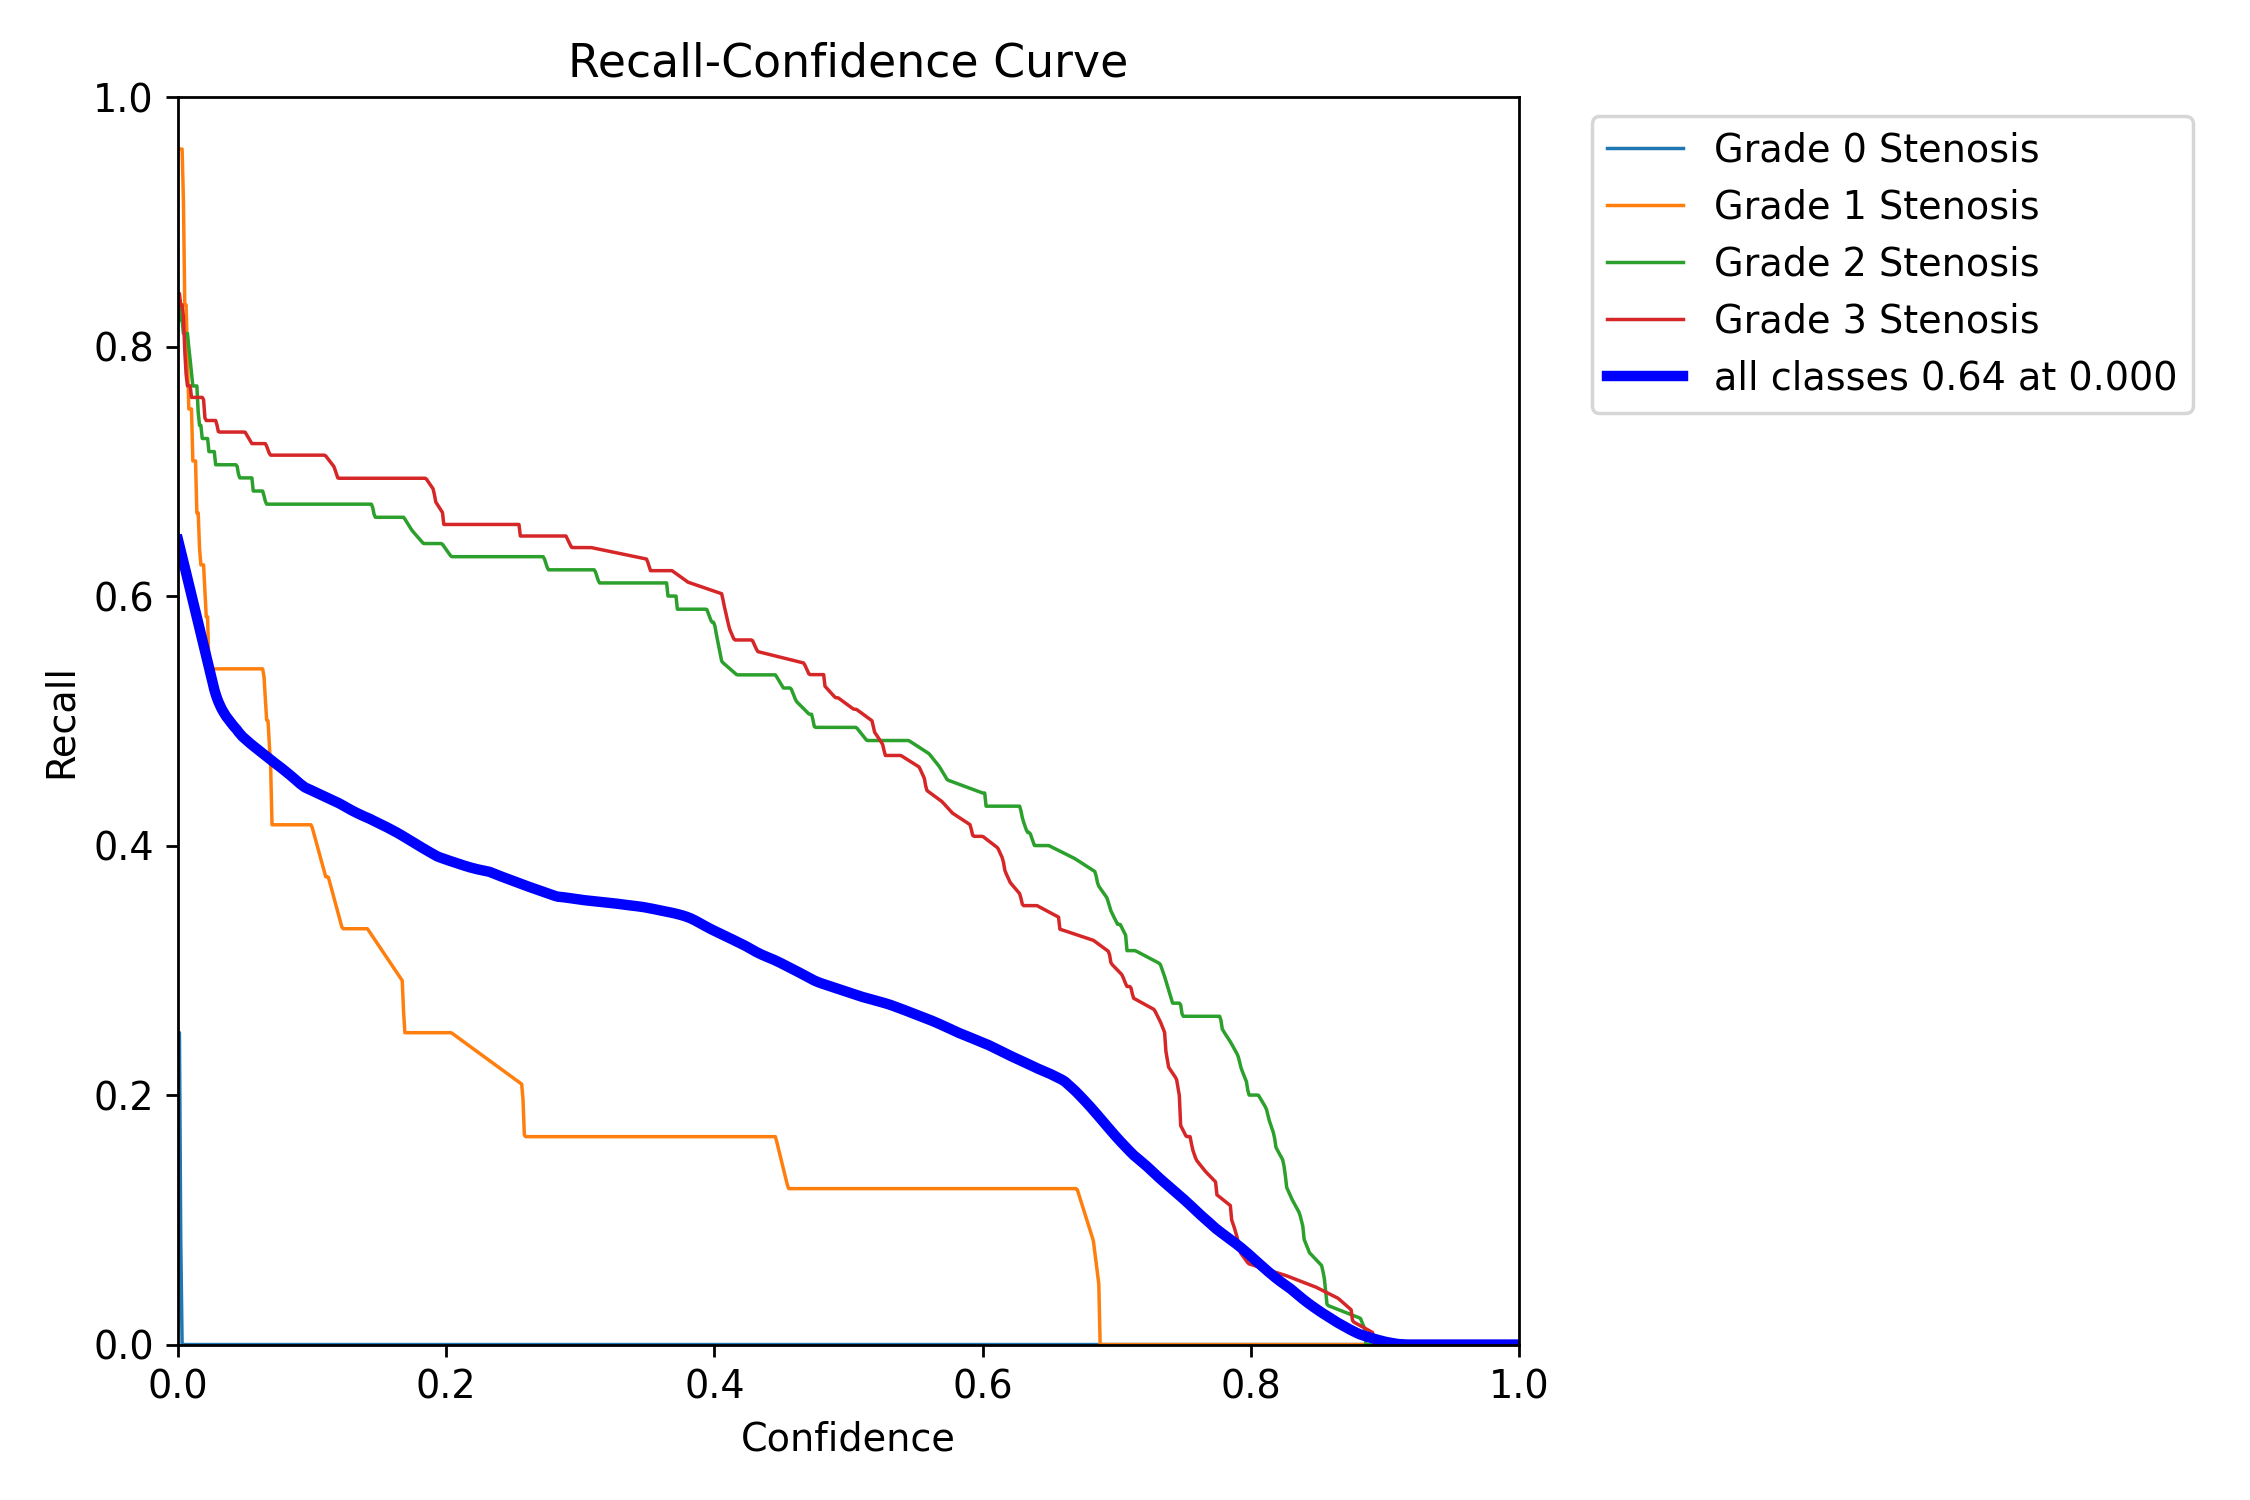 Recall-Confidence Curve
1.0
0.8
0.6
0.4
0.2
0.0
Recall
0.0 0.2 0.4 0.6 0.8 1.0
Confidence
Grade 0 Stenosis
Grade 1 Stenosis
Grade 2 Stenosis
Grade 3 Stenosis
all classes 0.64 at 0.000